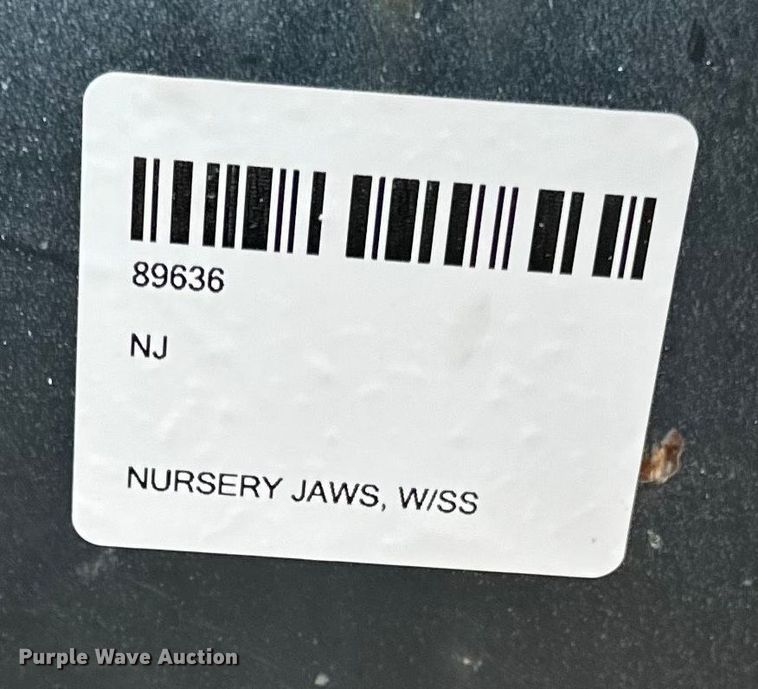 89636
NJ
NURSERY JAWS, W/SS
Purple Wave Auction